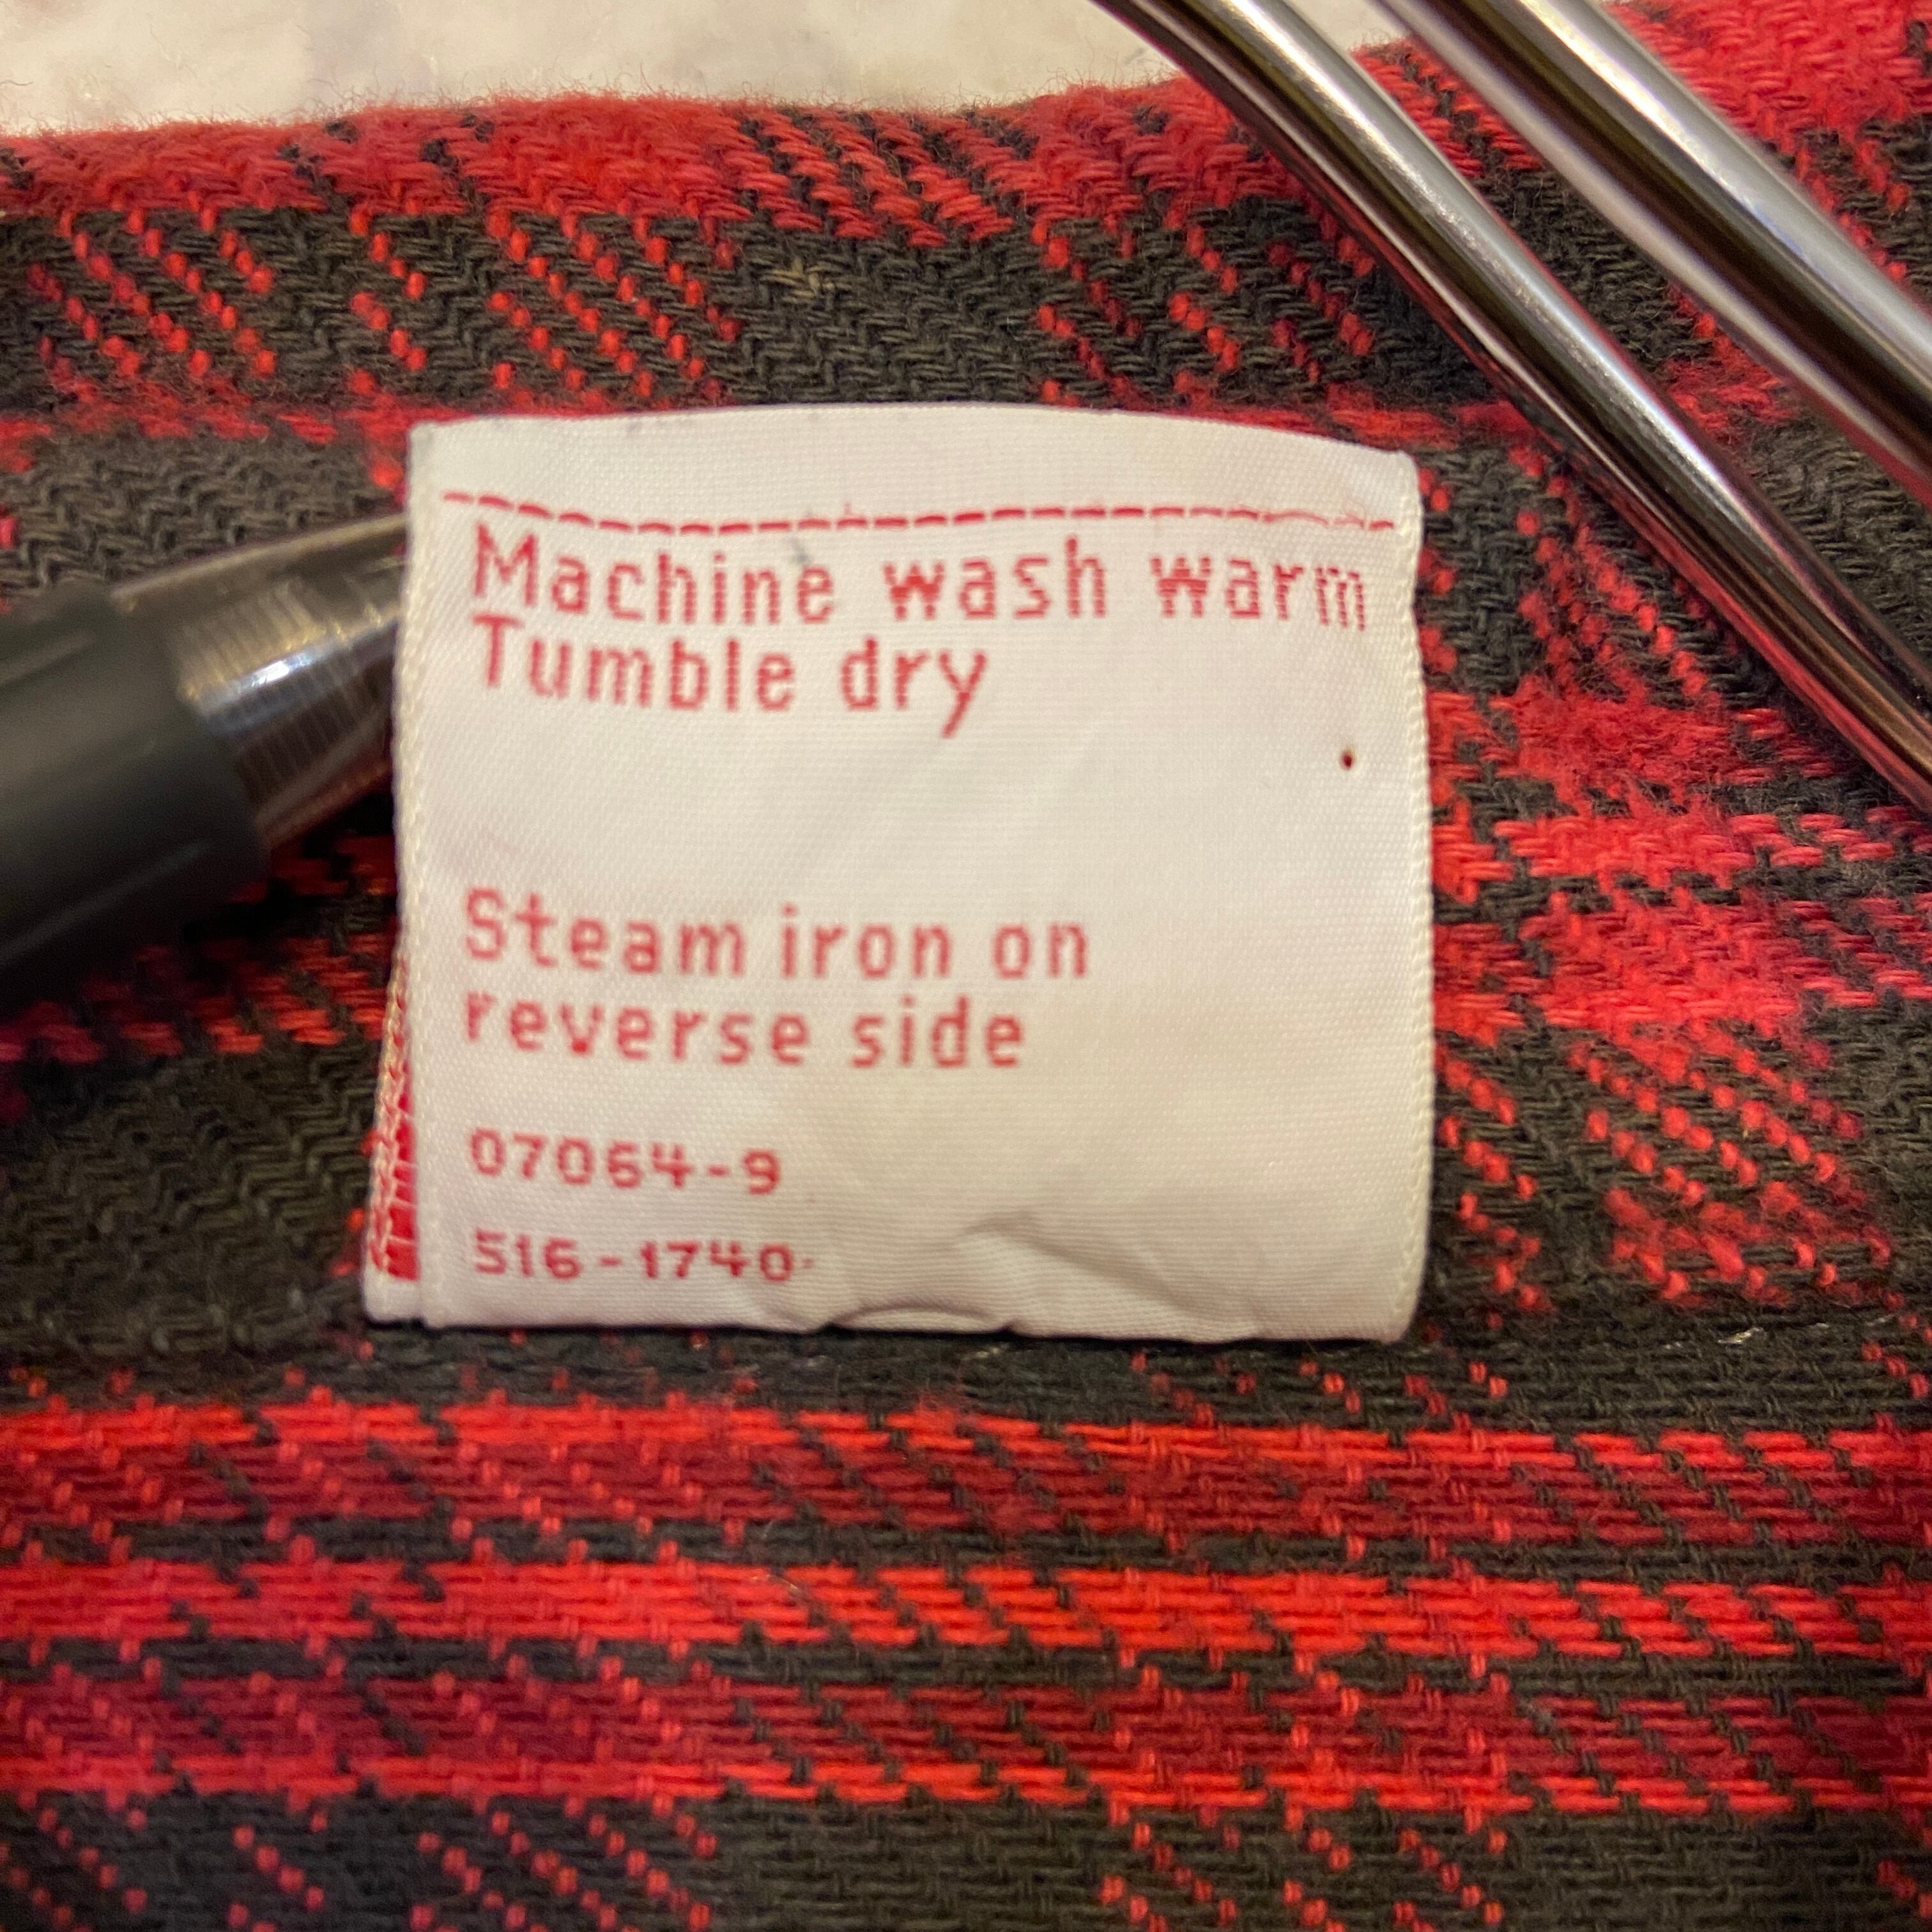 Machine wash warm
Tumble dry
Steam iron on
reverse side
07064-9
516-1740